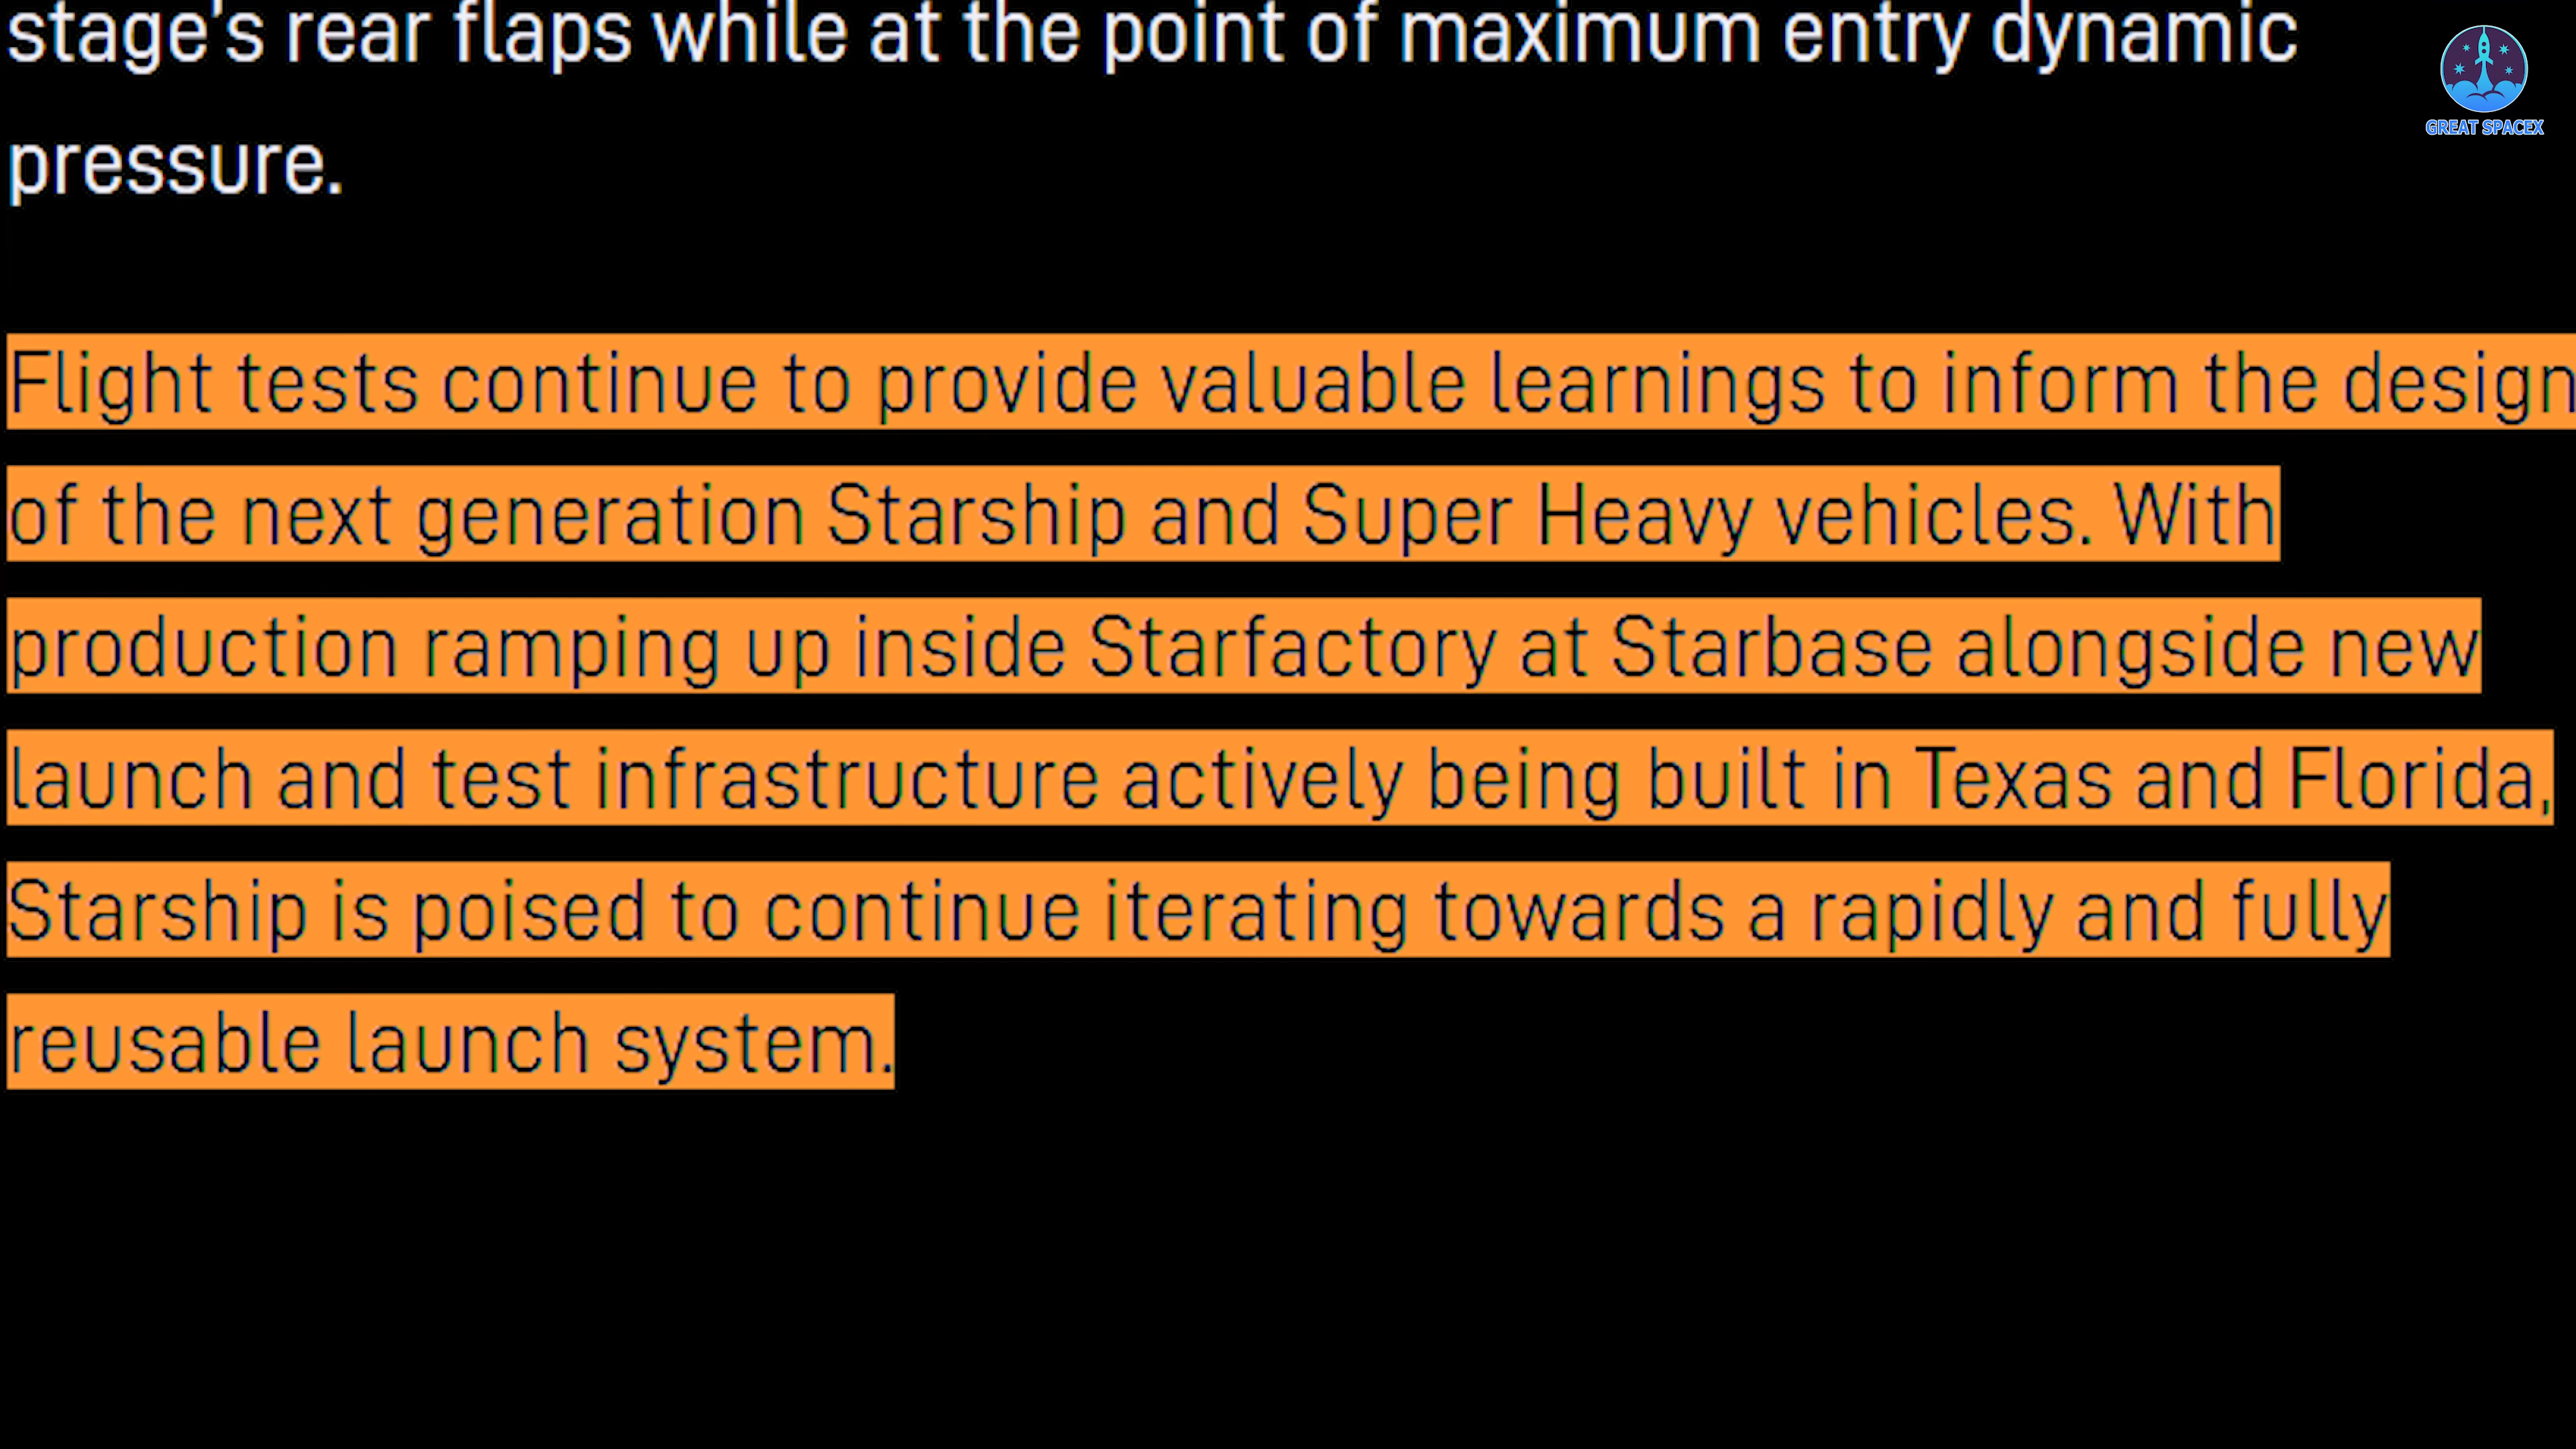 stage's rear flaps while at the point of maximum entry dynamic
pressure.
Flight tests continue to provide valuable learnings to inform the design
of the next generation Starship and Super Heavy vehicles. With
production ramping up inside Starfactory at Starbase alongside new
launch and test infrastructure actively being built in Texas and Florida,
Starship is poised to continue iterating towards a rapidly and fully
reusable launch system.
GREAT SPACEX